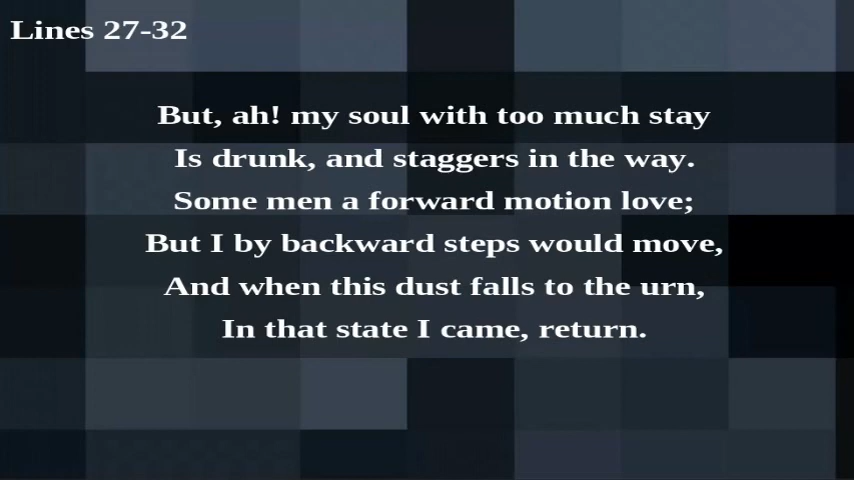 Lines 27-32
But, ah! my soul with too much stay
Is drunk, and staggers in the way.
Some men a forward motion love;
But I by backward steps would move,
And when this dust falls to the urn,
In that state I came, return.